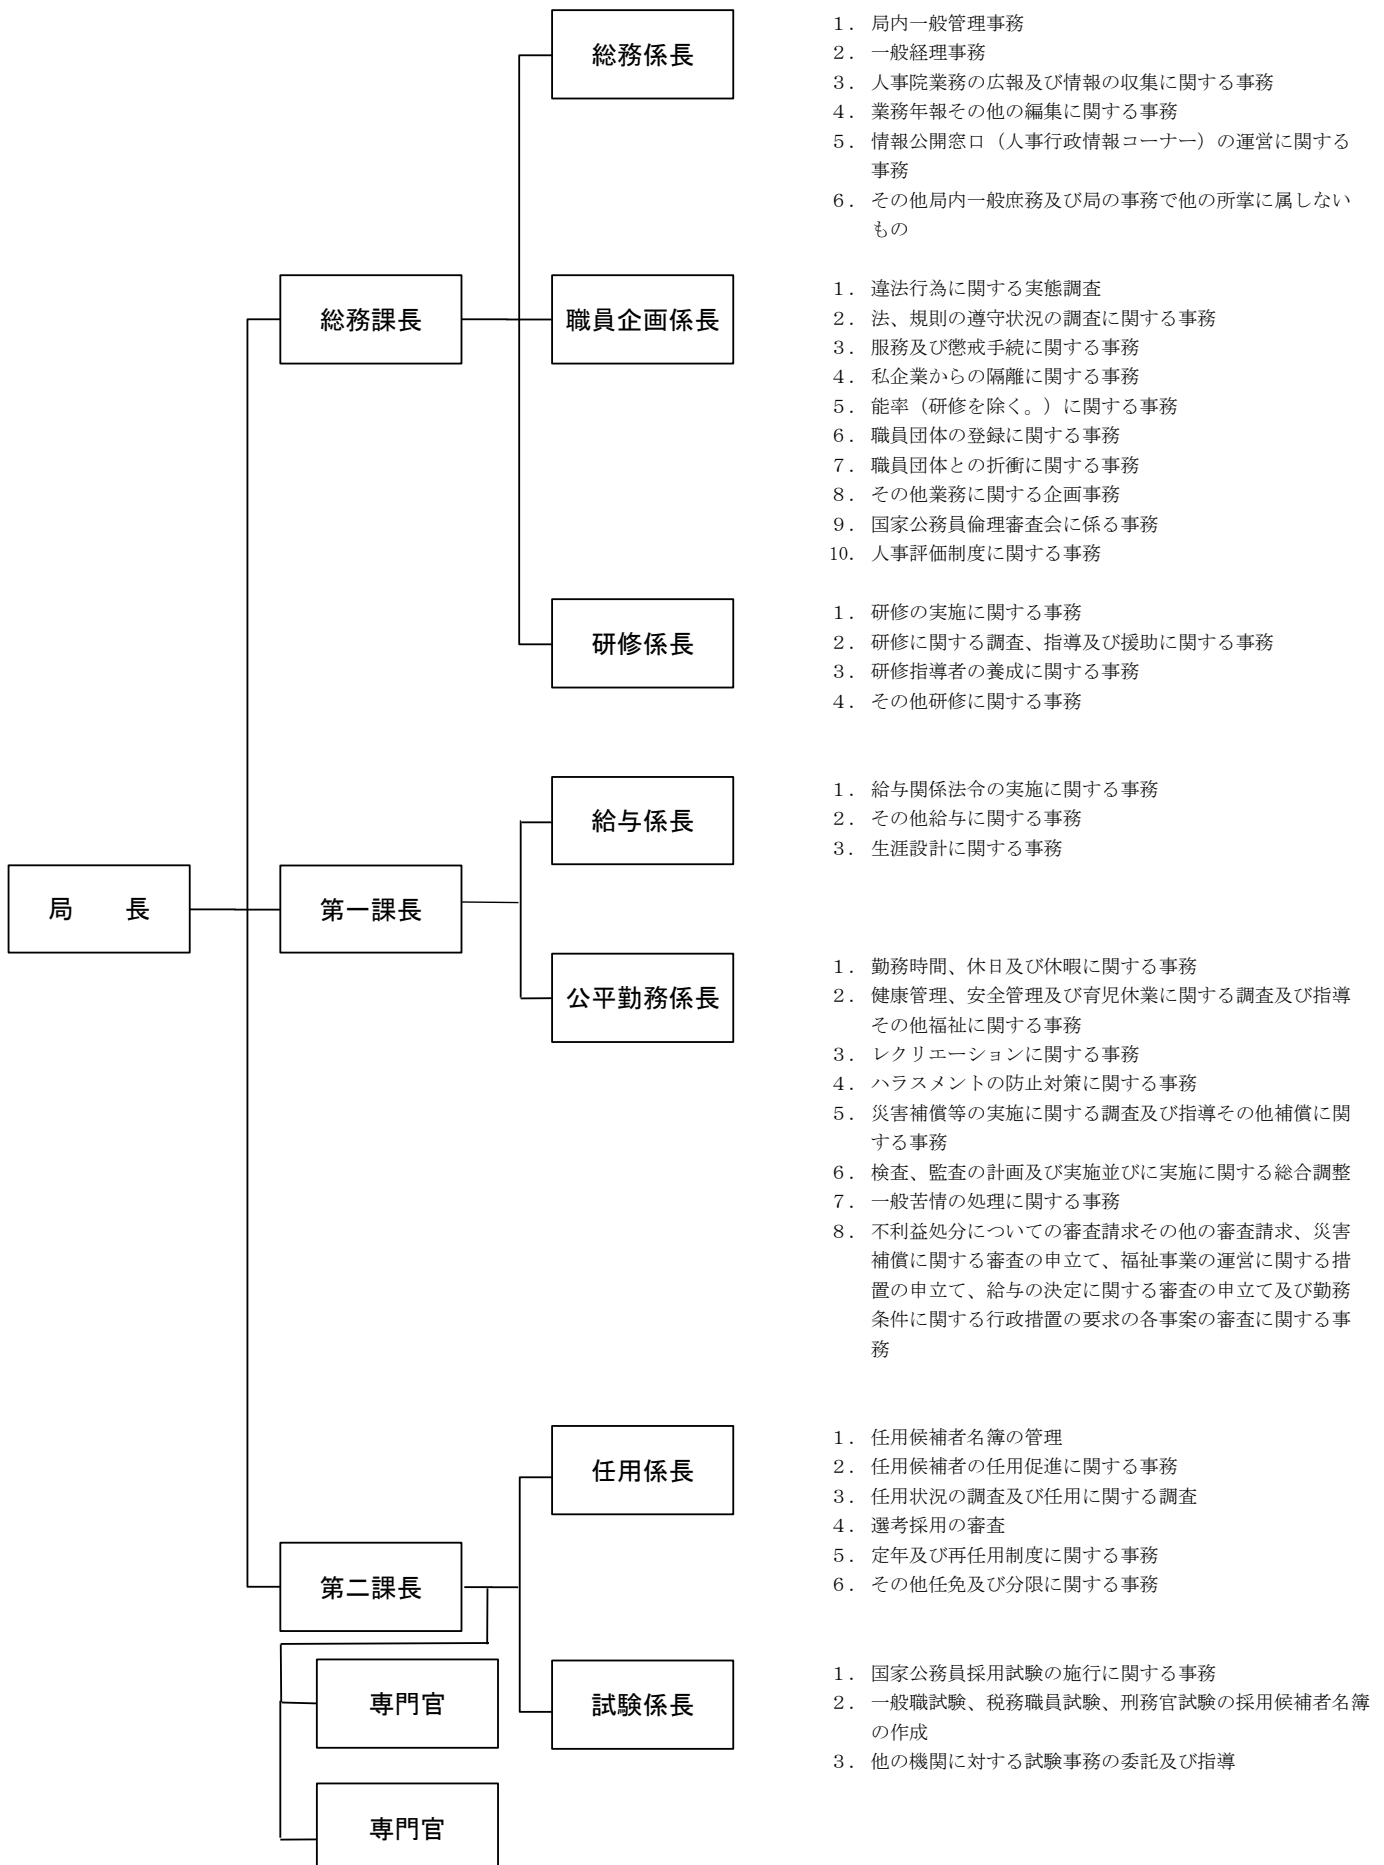 総務係長
１． 局内一般管理事務
２． 一般経理事務
３． 人事院業務の広報及び情報の収集に関する事務
４． 業務年報その他の編集に関する事務
５． 情報公開窓口（人事行政情報コーナー）の運営に関する
事務
６． その他局内一般庶務及び局の事務で他の所掌に属しない
もの
総務課長
職員企画係長
１． 違法行為に関する実態調査
２． 法、規則の遵守状況の調査に関する事務
３． 服務及び懲戒手続に関する事務
４． 私企業からの隔離に関する事務
５． 能率（研修を除く。）に関する事務
６． 職員団体の登録に関する事務
７． 職員団体との折衝に関する事務
８． その他業務に関する企画事務
９． 国家公務員倫理審査会に係る事務
10． 人事評価制度に関する事務
研修係長
１． 研修の実施に関する事務
２． 研修に関する調査、指導及び援助に関する事務
３． 研修指導者の養成に関する事務
４． その他研修に関する事務
給与係長
１． 給与関係法令の実施に関する事務
２． その他給与に関する事務
３． 生涯設計に関する事務
局　　長
第一課長
公平勤務係長
１． 勤務時間、休日及び休暇に関する事務
２． 健康管理、安全管理及び育児休業に関する調査及び指導
その他福祉に関する事務
３． レクリエーションに関する事務
４． ハラスメントの防止対策に関する事務
５． 災害補償等の実施に関する調査及び指導その他補償に関
する事務
６． 検査、監査の計画及び実施並びに実施に関する総合調整
７． 一般苦情の処理に関する事務
８． 不利益処分についての審査請求その他の審査請求、災害
補償に関する審査の申立て、福祉事業の運営に関する措
置の申立て、給与の決定に関する審査の申立て及び勤務
条件に関する行政措置の要求の各事案の審査に関する事
務
任用係長
１． 任用候補者名簿の管理
２． 任用候補者の任用促進に関する事務
３． 任用状況の調査及び任用に関する調査
４． 選考採用の審査
５． 定年及び再任用制度に関する事務
６． その他任免及び分限に関する事務
第二課長
専門官
試験係長
１． 国家公務員採用試験の施行に関する事務
２． 一般職試験、税務職員試験、刑務官試験の採用候補者名簿
の作成
３． 他の機関に対する試験事務の委託及び指導
専門官